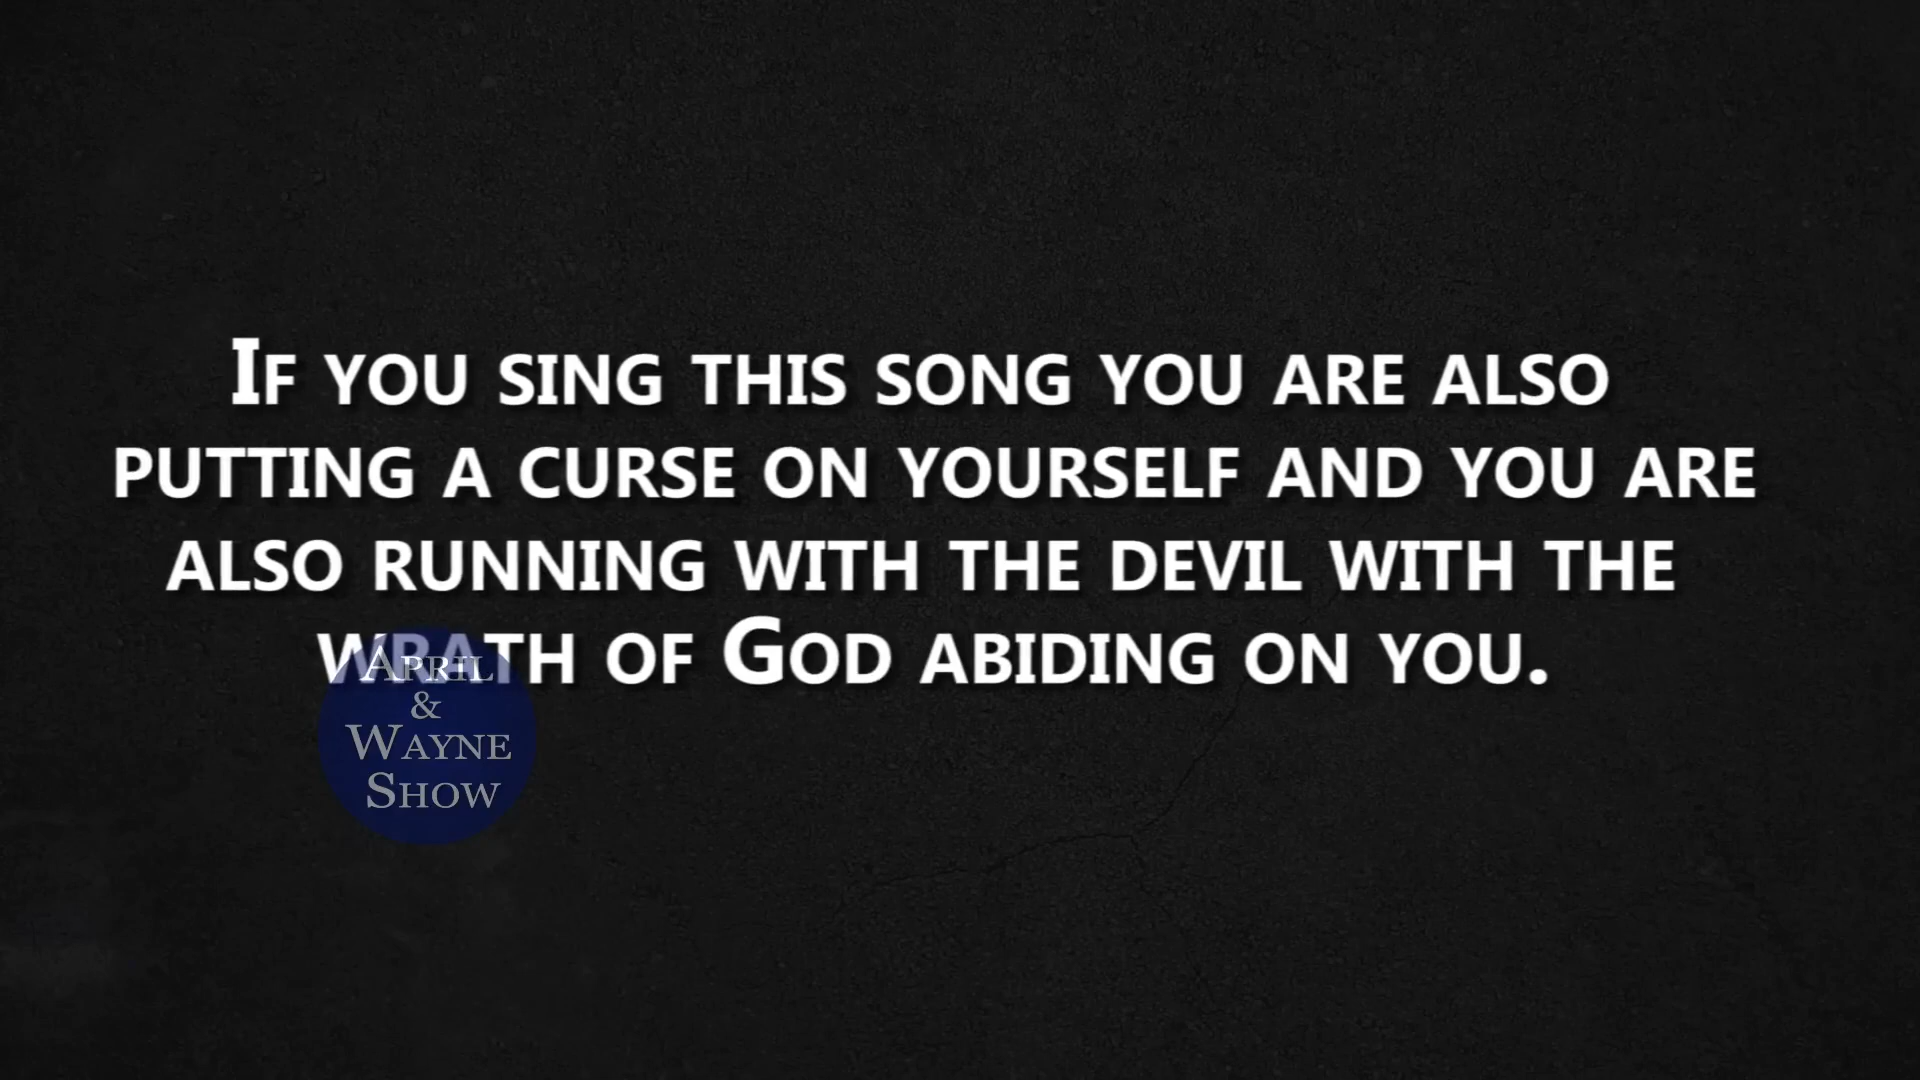 If you sing this song you are also
putting a curse on yourself and you are
also running with the devil with the
wrath of God abiding on you.
April
&
Wayne
Show